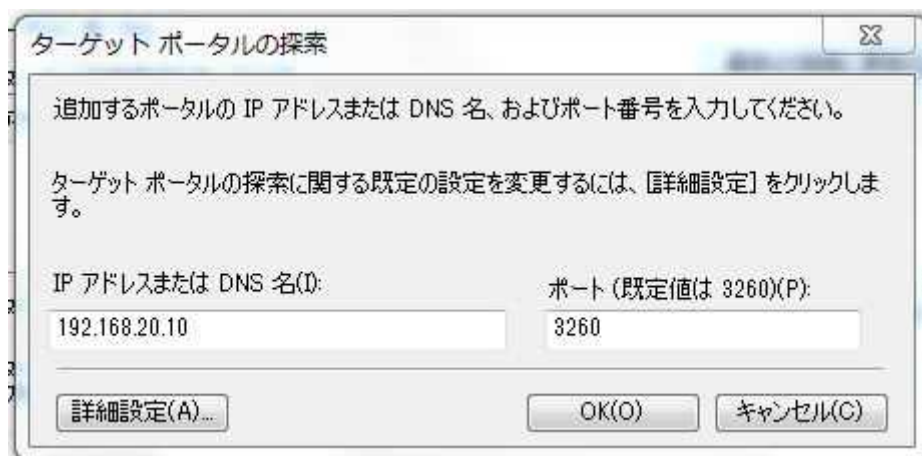 ターゲット ポータルの探索
追加するポータルの IP アドレスまたは DNS 名、およびポート番号を入力してください。
ターゲット ポータルの探索に関する既定の設定を変更するには、[詳細設定] をクリックしま
す。
IP アドレスまたは DNS 名(I):
ポート (既定値は 3260)(P):
192.168.20.10
3260
詳細設定(A)...
OK(O)
キャンセル(C)